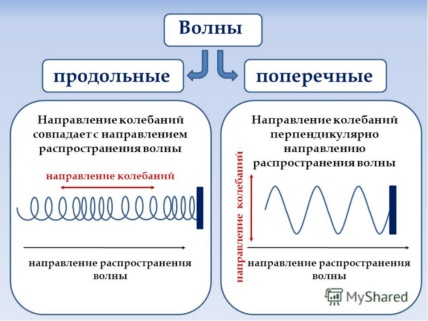 Волны
продольные
поперечные
Направление колебаний
совпадает с направлением
распространения волны
направление колебаний
направление распространения
волны
Направление колебаний
перпендикулярно
направлению
распространения волны
направление колебаний
направление распространения
волны
MyShared